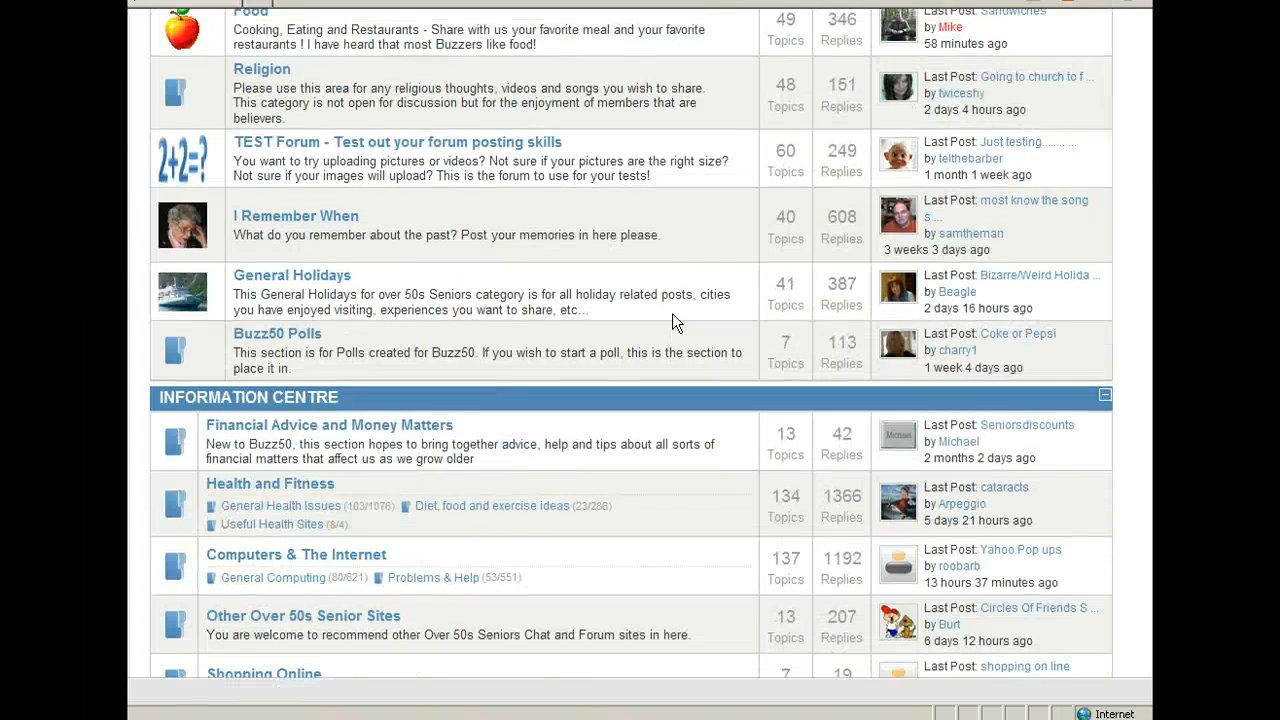 Food
Cooking, Eating and Restaurants - Share with us your favorite meal and your favorite
restaurants ! I have heard that most Buzzers like food!
49
Topics
346
Replies
Sandwiches
by Mike
58 minutes ago
Religion
Please use this area for any religious thoughts, videos and songs you wish to share.
This category is not open for discussion but for the enjoyment of members that are
believers.
48
Topics
151
Replies
Last Post: Going to church to f ...
by twiceshy
2 days 4 hours ago
2+2=?
TEST Forum - Test out your forum posting skills
You want to try uploading pictures or videos? Not sure if your pictures are the right size?
Not sure if your images will upload? This is the forum to use for your tests!
60
Topics
249
Replies
Last Post: Just testing........ ...
by telthebarber
1 month 1 week ago
I Remember When
What do you remember about the past? Post your memories in here please.
40
Topics
608
Replies
Last Post: most know the song
s ...
by samtheman
3 weeks 3 days ago
General Holidays
This General Holidays for over 50s Seniors category is for all holiday related posts, cities
you have enjoyed visiting, experiences you want to share, etc...
41
Topics
387
Replies
Last Post: Bizarre/Weird Holida ...
by Beagle
2 days 16 hours ago
Buzz50 Polls
This section is for Polls created for Buzz50. If you wish to start a poll, this is the section to
place it in.
7
Topics
113
Replies
Last Post: Coke or Pepsi
by charry1
1 week 4 days ago
INFORMATION CENTRE
Financial Advice and Money Matters
New to Buzz50, this section hopes to bring together advice, help and tips about all sorts of
financial matters that affect us as we grow older
13
Topics
42
Replies
Michael
Last Post: Seniorsdiscounts
by Michael
2 months 2 days ago
Health and Fitness
General Health Issues (103/1076) Diet, food and exercise ideas (23/286)
Useful Health Sites (8/4)
134
Topics
1366
Replies
Last Post: cataracts
by Arpeggio
5 days 21 hours ago
Computers & The Internet
General Computing (80/621) Problems & Help (53/551)
137
Topics
1192
Replies
Last Post: Yahoo Pop ups
by roobarb
13 hours 37 minutes ago
Other Over 50s Senior Sites
You are welcome to recommend other Over 50s Seniors Chat and Forum sites in here.
13
Topics
207
Replies
Last Post: Circles Of Friends S ...
by Burt
6 days 12 hours ago
Shopping Online
7
19
Last Post: shopping on line
Internet